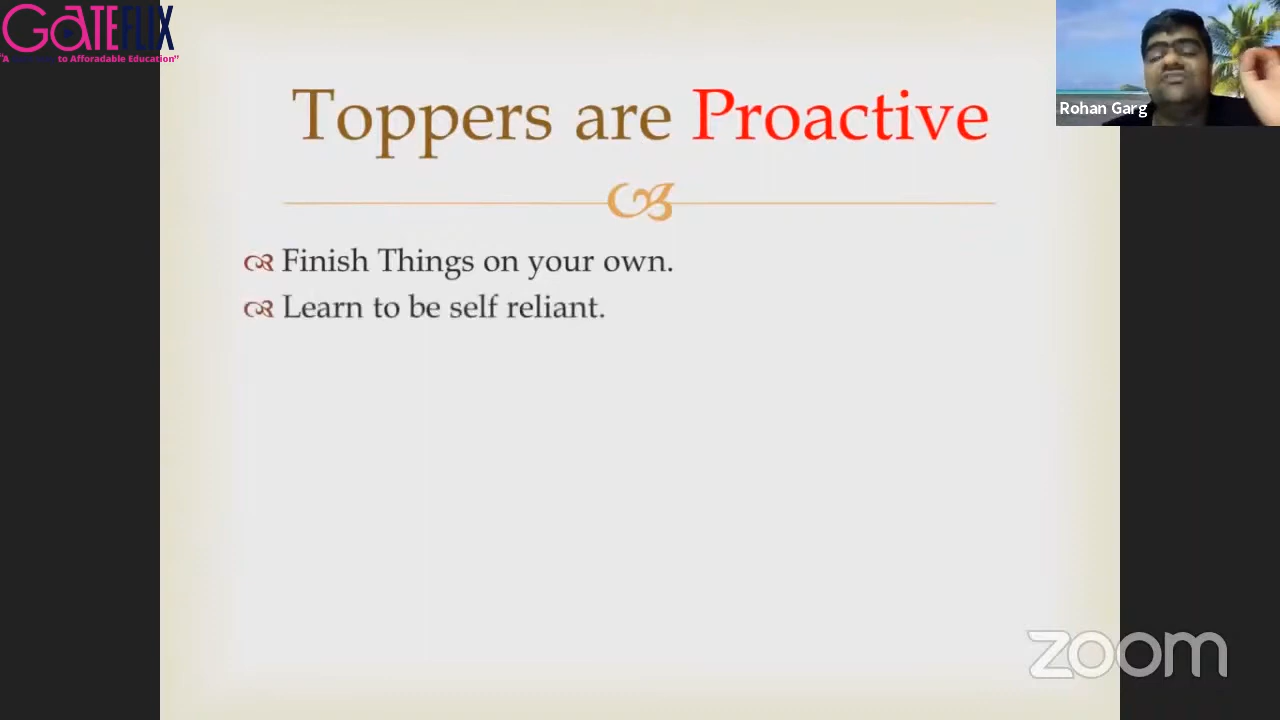 GATEFLIX
"A to Afforadable Education"
Rohan Garg
Toppers are Proactive
Finish Things on your own.
Learn to be self reliant.
zoom